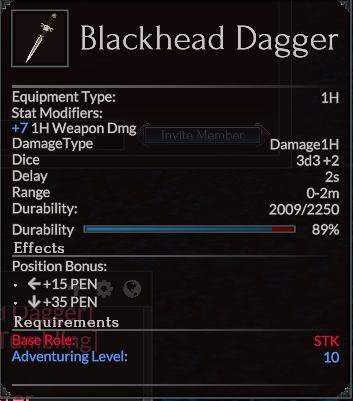 Blackhead Dagger
Equipment Type: 1H
Stat Modifiers:
+7 1H Weapon Dmg
Invite Member
DamageType Damage1H
Dice 3d3 +2
Delay 2s
Range 0-2m
Durability: 2009/2250
Durability 89%
Effects
Position Bonus:
• ←+15 PEN
• ↓+35 PEN
Requirements
Base Role: STK
Adventuring Level: 10